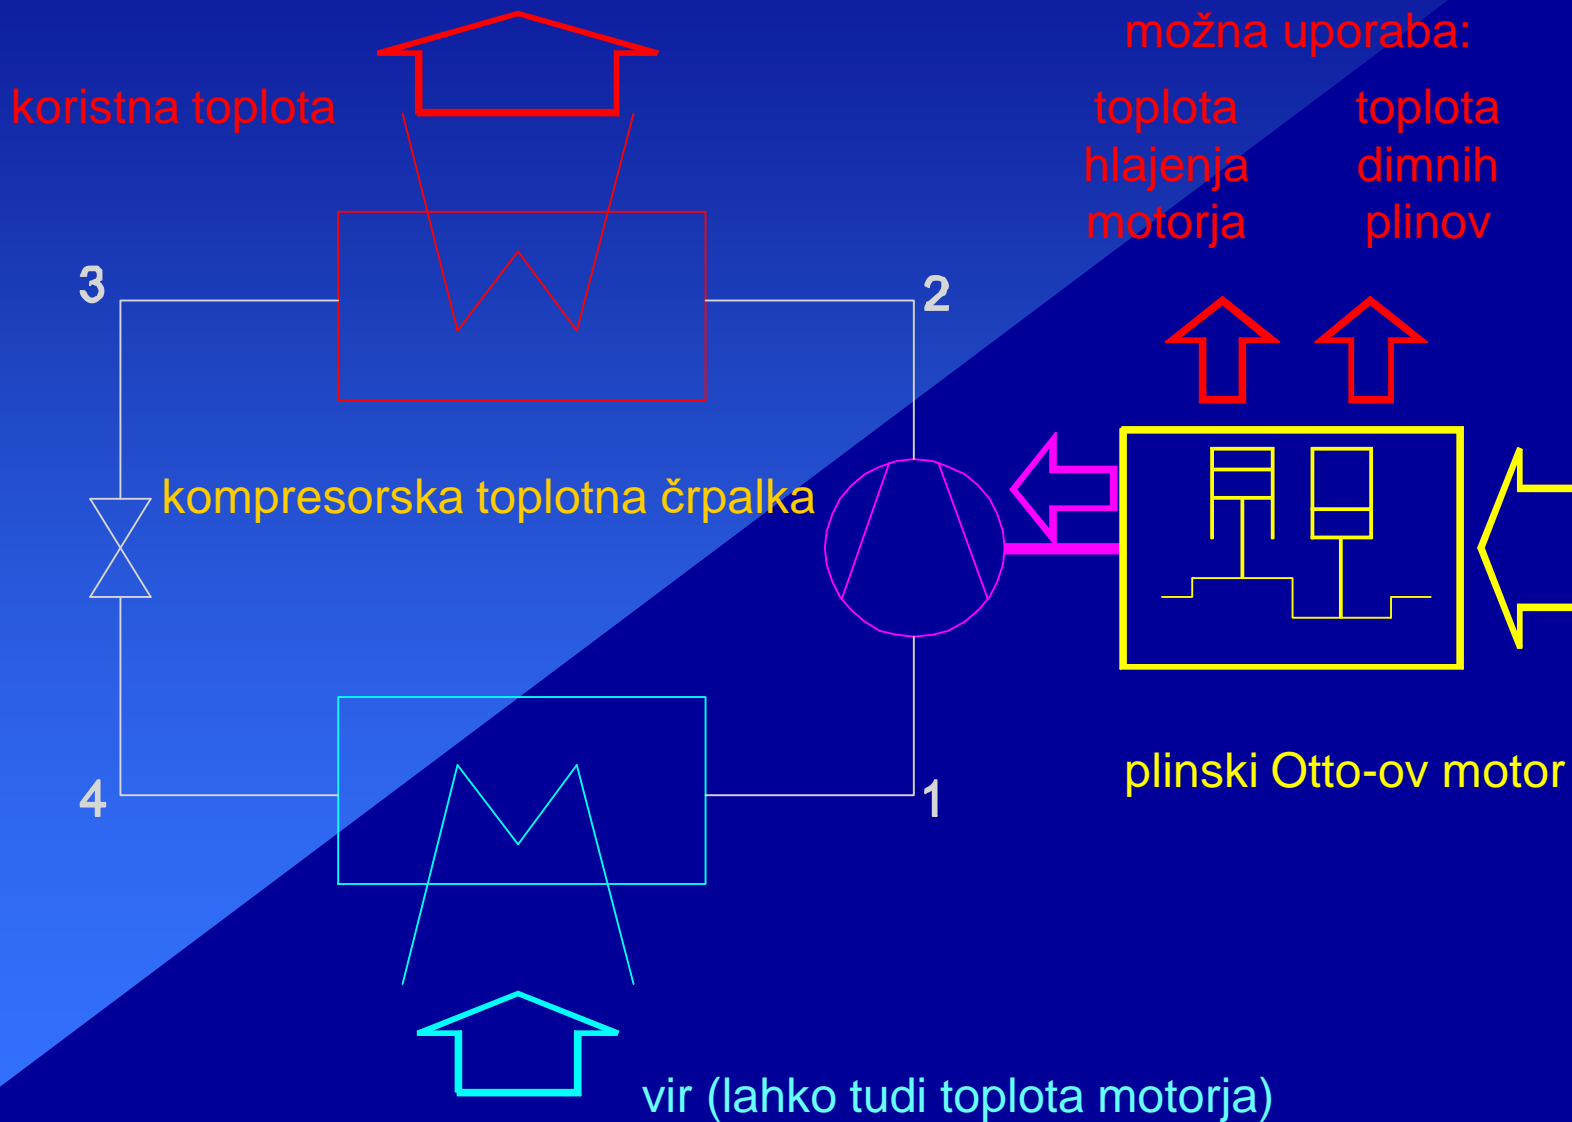 možna uporaba:
koristna toplota
toplota
hlajenja
motorja
toplota
dimnih
plinov
3
2
kompresorska toplotna črpalka
4
1
plinski Otto-ov motor
vir (lahko tudi toplota motorja)